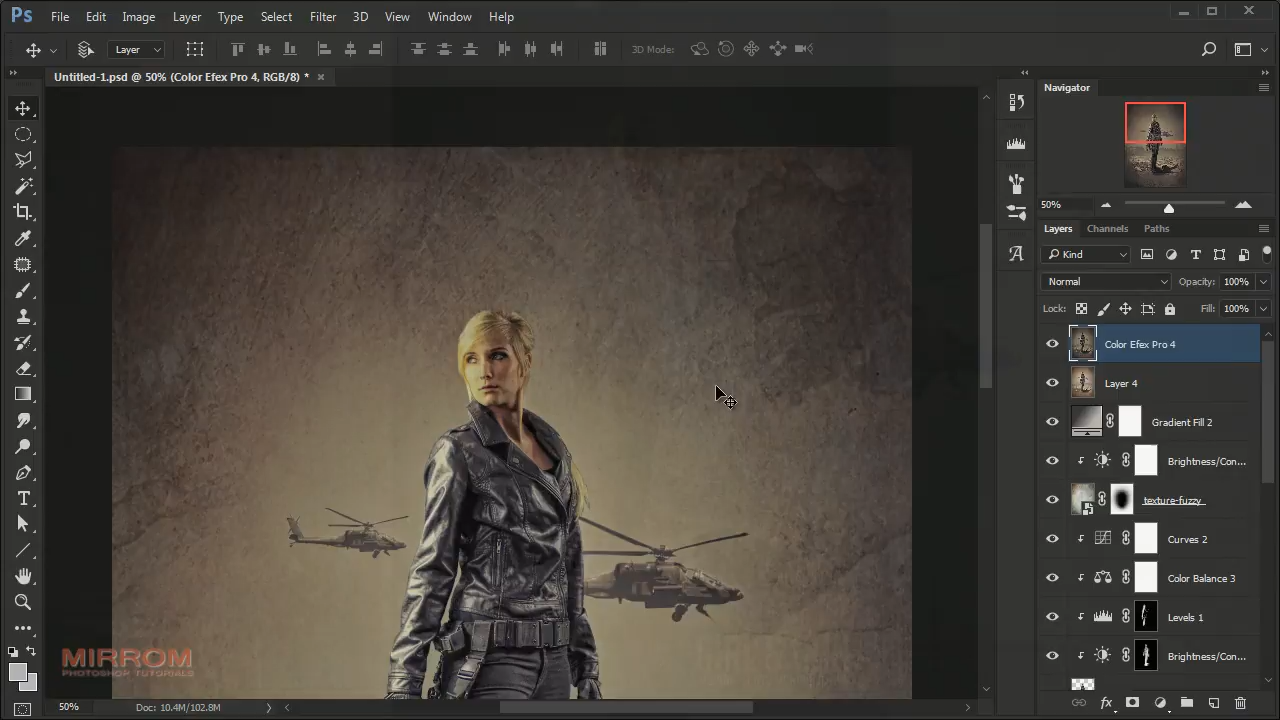 Ps File Edit Image Layer Type Select Filter 3D View Window Help
Layer 3D Mode:
Untitled-1.psd @ 50% (Color Efex Pro 4, RGB/8) * ×
Navigator
50%
Layers Channels Paths
Kind
Normal Opacity: 100%
Lock: Fill: 100%
Color Efex Pro 4
Layer 4
Gradient Fill 2
Brightness/Con...
texture-fuzzy
Curves 2
Color Balance 3
Levels 1
Brightness/Con...
MIRROM
PHOTOSHOP TUTORIALS
50% Doc: 10.4M/102.8M